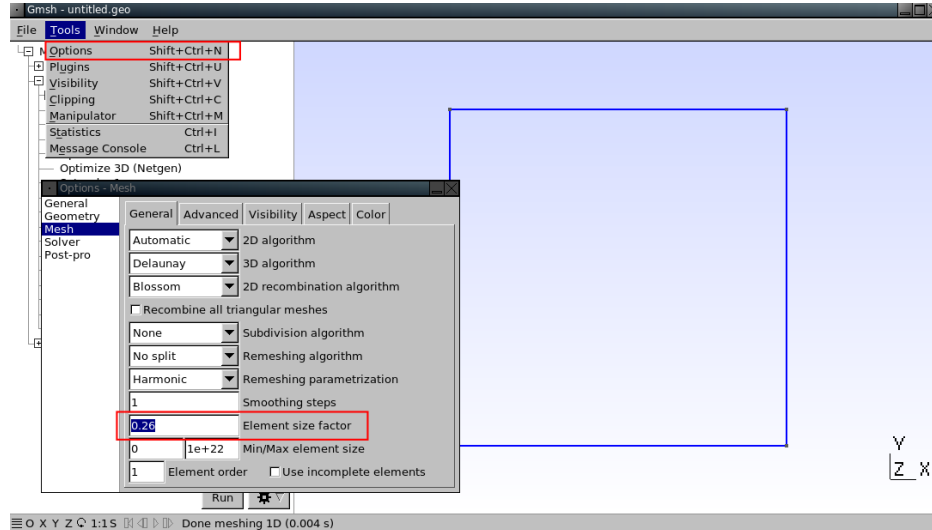 Gmsh - untitled.geo
File Tools Window Help
Options Shift+Ctrl+N
Plugins Shift+Ctrl+U
Visibility Shift+Ctrl+V
Clipping Shift+Ctrl+C
Manipulator Shift+Ctrl+M
Statistics Ctrl+I
Message Console Ctrl+L
Optimize 3D (Netgen)
Options - Mesh
General
Geometry
Mesh
Solver
Post-pro
General Advanced Visibility Aspect Color
Automatic 2D algorithm
Delaunay 3D algorithm
Blossom 2D recombination algorithm
Recombine all triangular meshes
None Subdivision algorithm
No split Remeshing algorithm
Harmonic Remeshing parametrization
1 Smoothing steps
0.26 Element size factor
0 1e+22 Min/Max element size
1 Element order Use incomplete elements
Run
Y
Z X
O X Y Z 1:1 S Done meshing 1D (0.004 s)